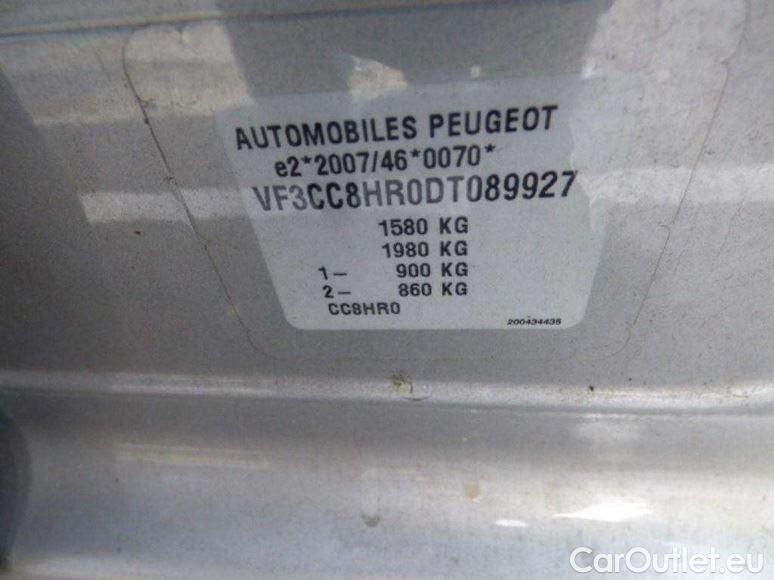 AUTOMOBILES PEUGEOT
e2*2007/46*0070*
VF3CC8HR0DT089927
1580 KG
1980 KG
1- 900 KG
2- 860 KG
CC8HR0
200434435
CarOutlet.eu